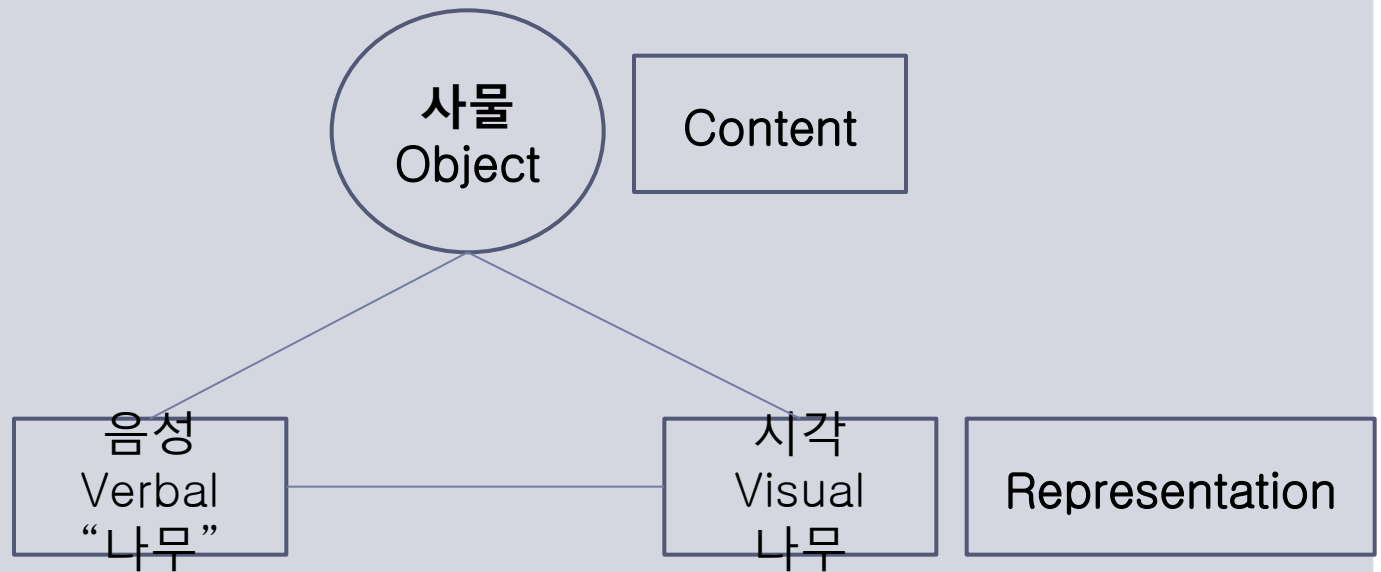 사물
Object
Content
음성
Verbal
“나무”
시각
Visual
나무
Representation